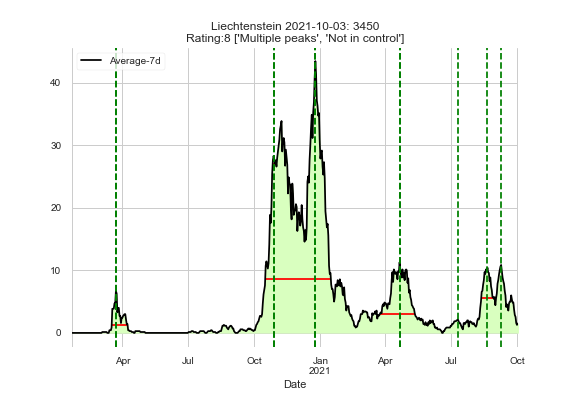 Liechtenstein 2021-10-03: 3450
Rating:8 ['Multiple peaks', 'Not in control']
Average-7d
40
30
20
10
0
Apr Jul Oct Jan Apr Jul Oct
2021
Date